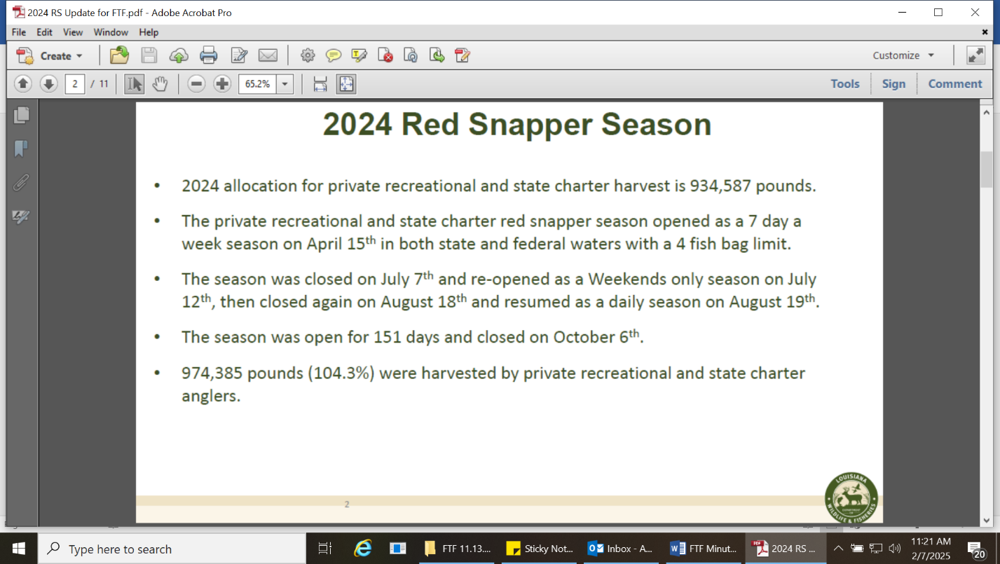 2024 RS Update for FTF.pdf - Adobe Acrobat Pro
File Edit View Window Help
Create Customize
2 / 11 65.2% Tools Sign Comment
2024 Red Snapper Season
• 2024 allocation for private recreational and state charter harvest is 934,587 pounds.
• The private recreational and state charter red snapper season opened as a 7 day a
week season on April 15th in both state and federal waters with a 4 fish bag limit.
• The season was closed on July 7th and re-opened as a Weekends only season on July
12th, then closed again on August 18th and resumed as a daily season on August 19th.
• The season was open for 151 days and closed on October 6th.
• 974,385 pounds (104.3%) were harvested by private recreational and state charter
anglers.
2
LOUISIANA
WILDLIFE & FISHERIES
Type here to search
FTF 11.13.... Sticky Not... Inbox - A... FTF Minut... 2024 RS ...
11:21 AM
2/7/2025
20